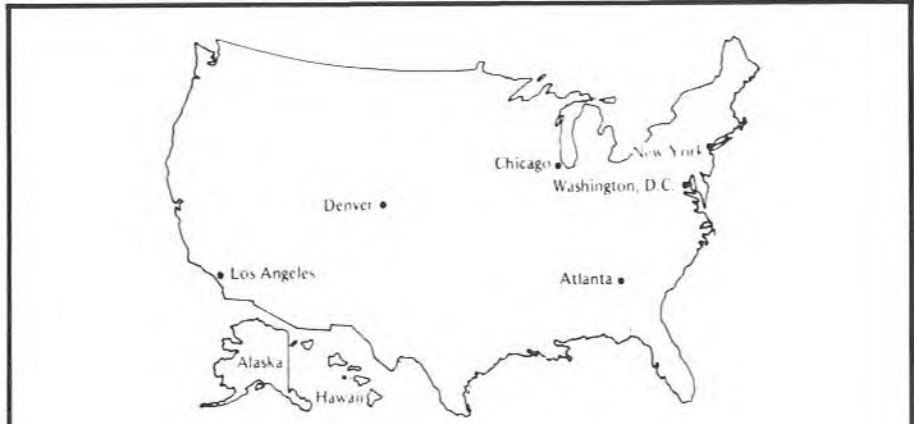 New York
Chicago
Washington, D.C.
Denver
Los Angeles
Atlanta
Alaska
Hawaii